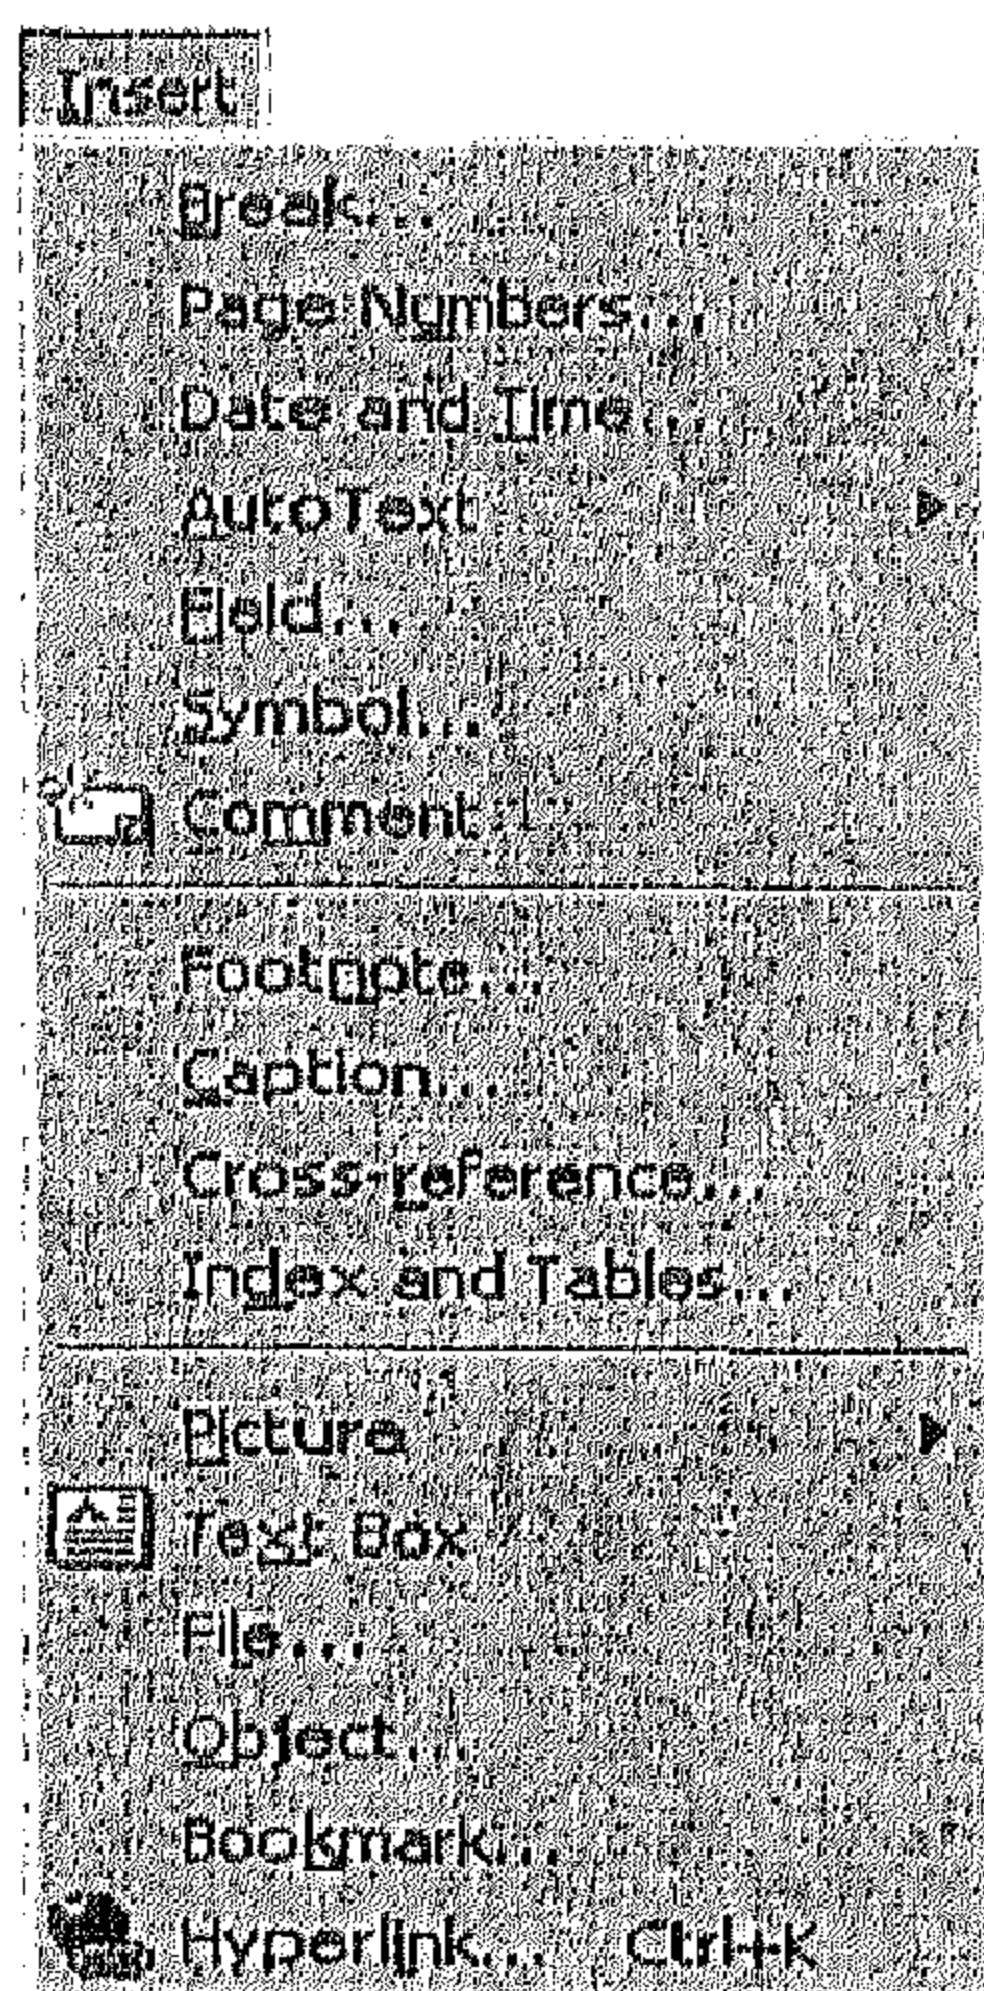 Insert
Break...
Page Numbers...
Date and Time...
AutoText
Field...
Symbol...
Comment
Footnote...
Caption...
Cross-reference...
Index and Tables...
Picture
Text Box
File...
Object...
Bookmark...
Hyperlink... Ctrl+K